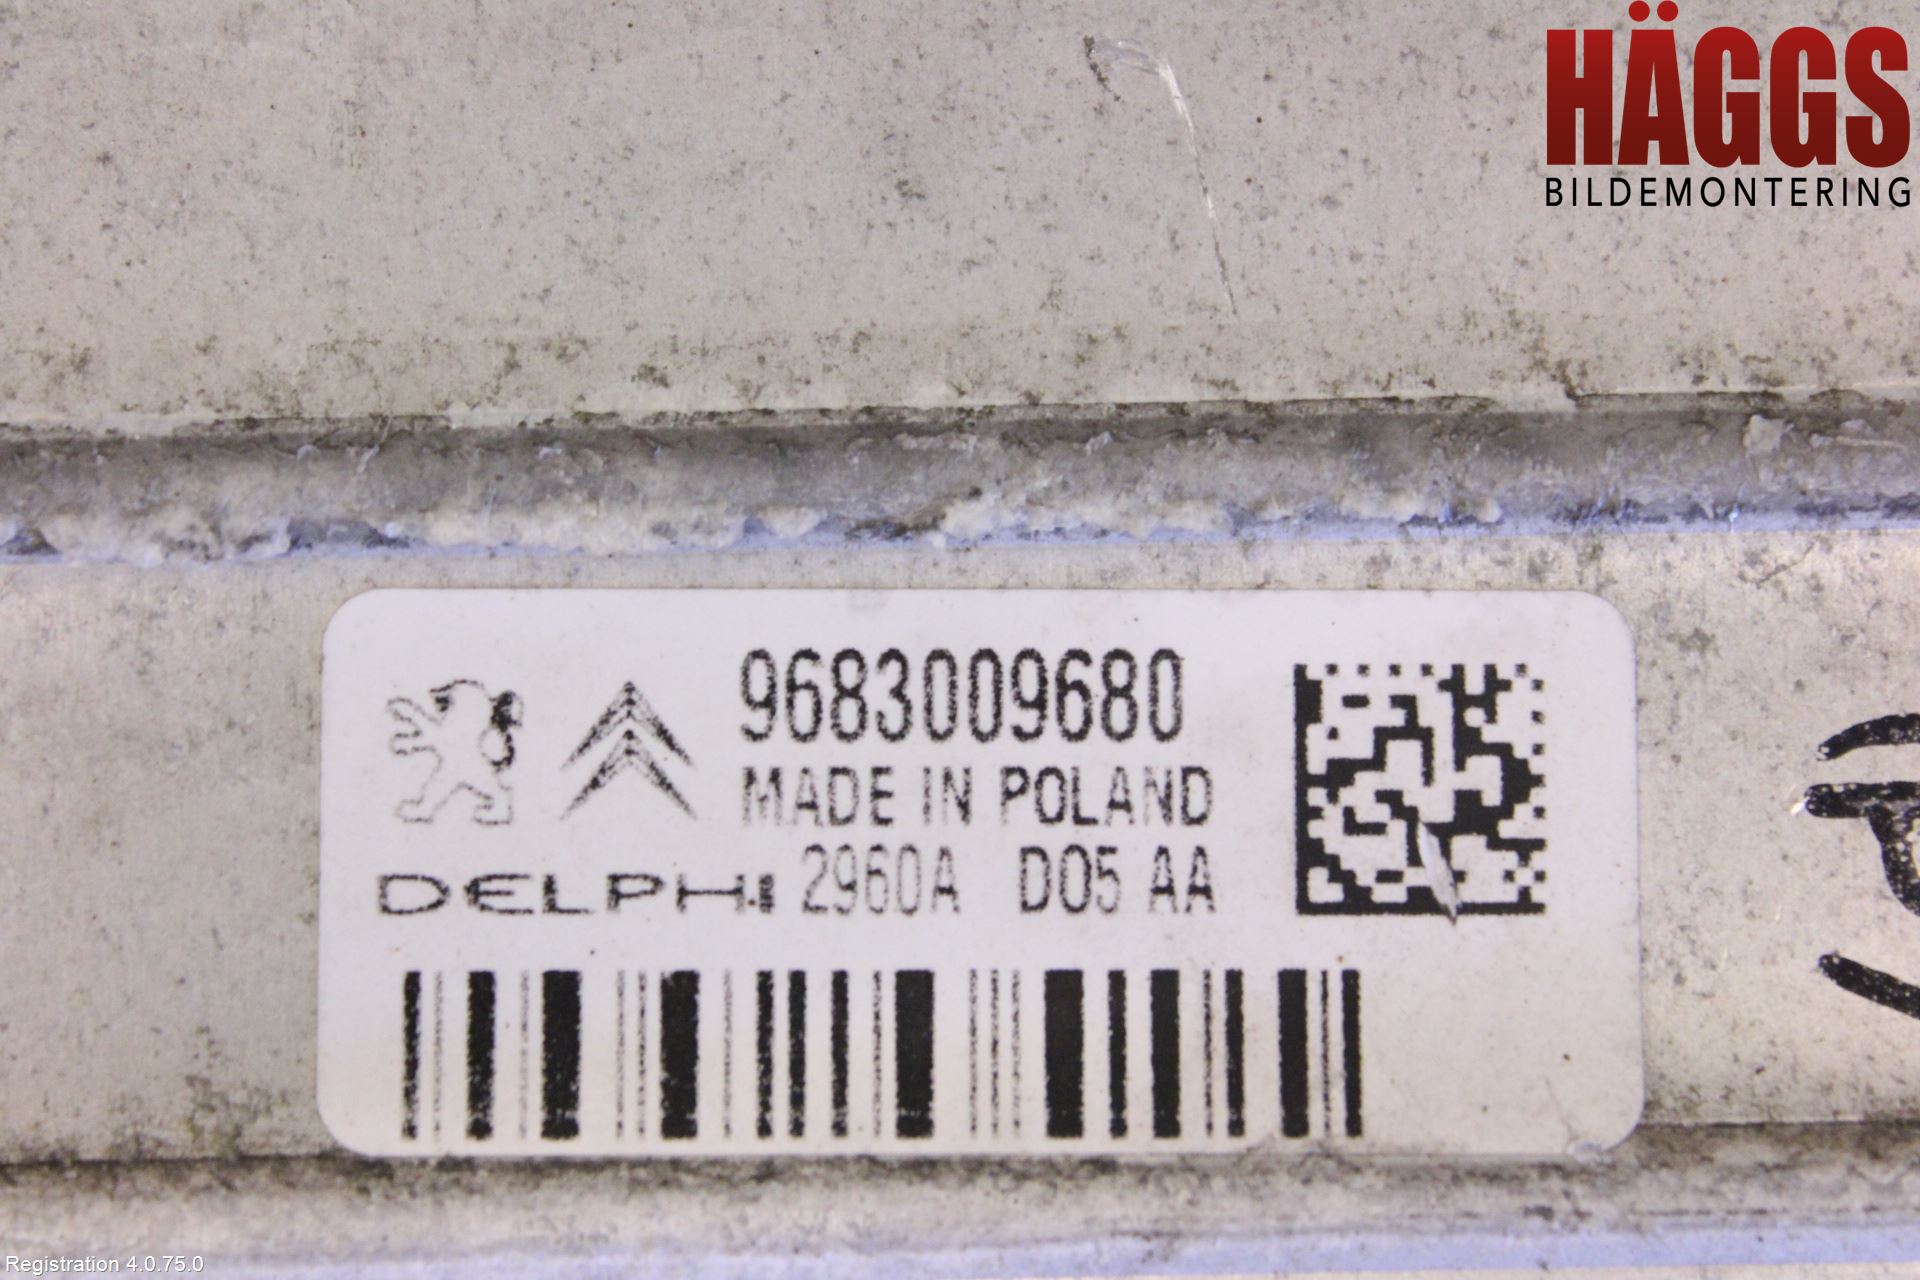 HÄGGS
BILDEMONTERING
9683009680
MADE IN POLAND
DELPHI 2960A D05 AA
Registration 4.0.75.0